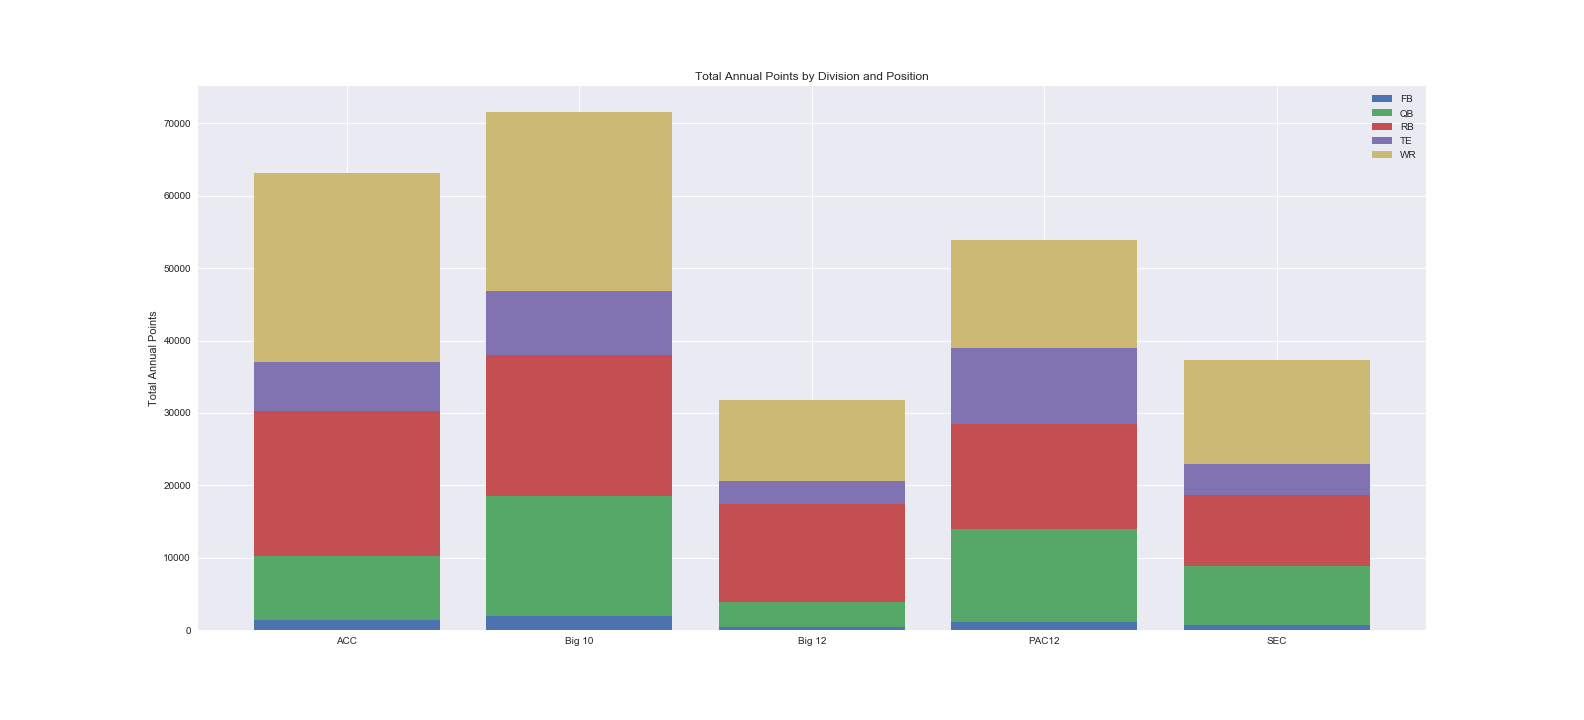 Total Annual Points by Division and Position
FB
QB
RB
TE
WR
70000
60000
50000
40000
30000
20000
10000
0
Total Annual Points
ACC
Big 10
Big 12
PAC12
SEC